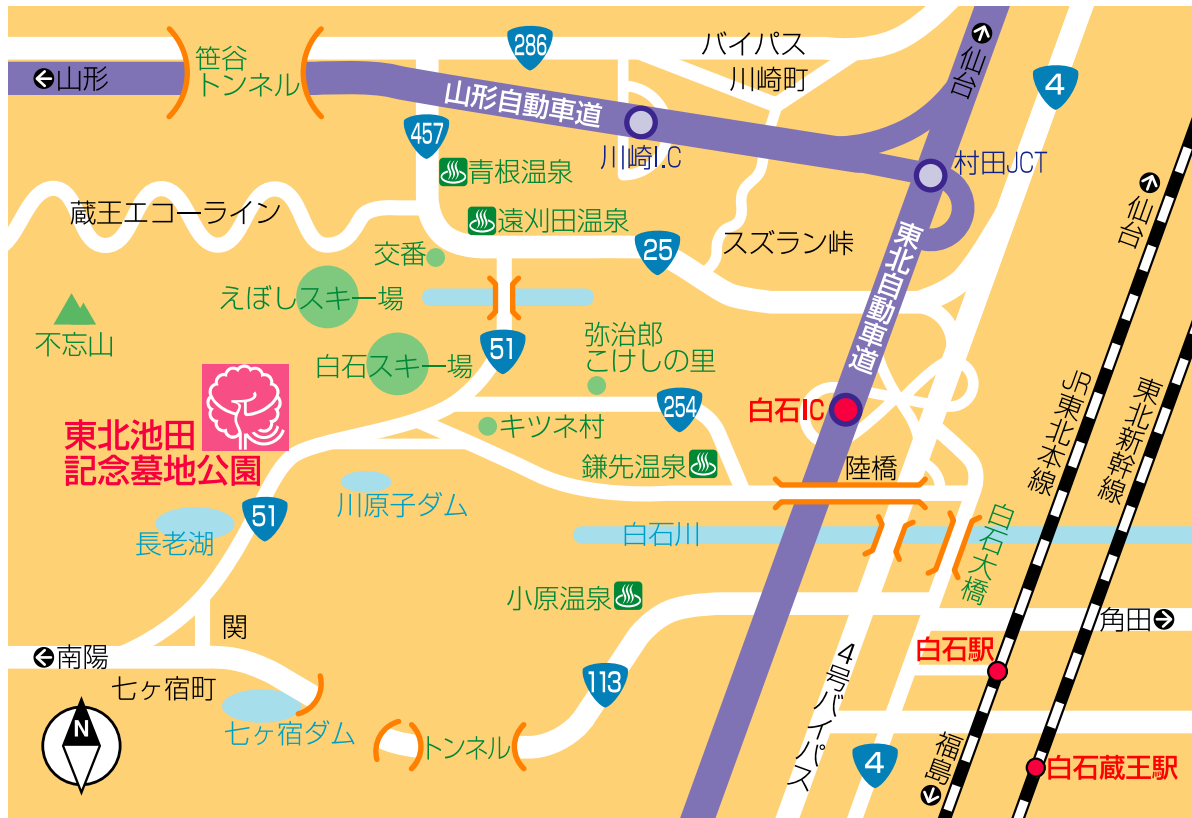 286
バイパス
仙台
4
笹谷
トンネル
山形
川崎町
山形自動車道
457
川崎I.C
村田JCT
青根温泉
仙台
蔵王エコーライン
遠刈田温泉
スズラン峠
25
東北自動車道
交番
えぼしスキー場
不忘山
51
弥治郎
こけしの里
白石スキー場
254
白石IC
JR東北本線
東北新幹線
東北池田
記念墓地公園
キツネ村
鎌先温泉
陸橋
川原子ダム
51
長老湖
白石川
白石大橋
小原温泉
角田
関
南陽
白石駅
4号バイパス
七ヶ宿町
113
七ヶ宿ダム
トンネル
N
4
福島
白石蔵王駅